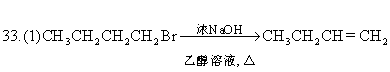 33.(1)CH₃CH₂CH₂CH₂Br 浓NaOH→ CH₃CH₂CH=CH₂
乙醇溶液,△